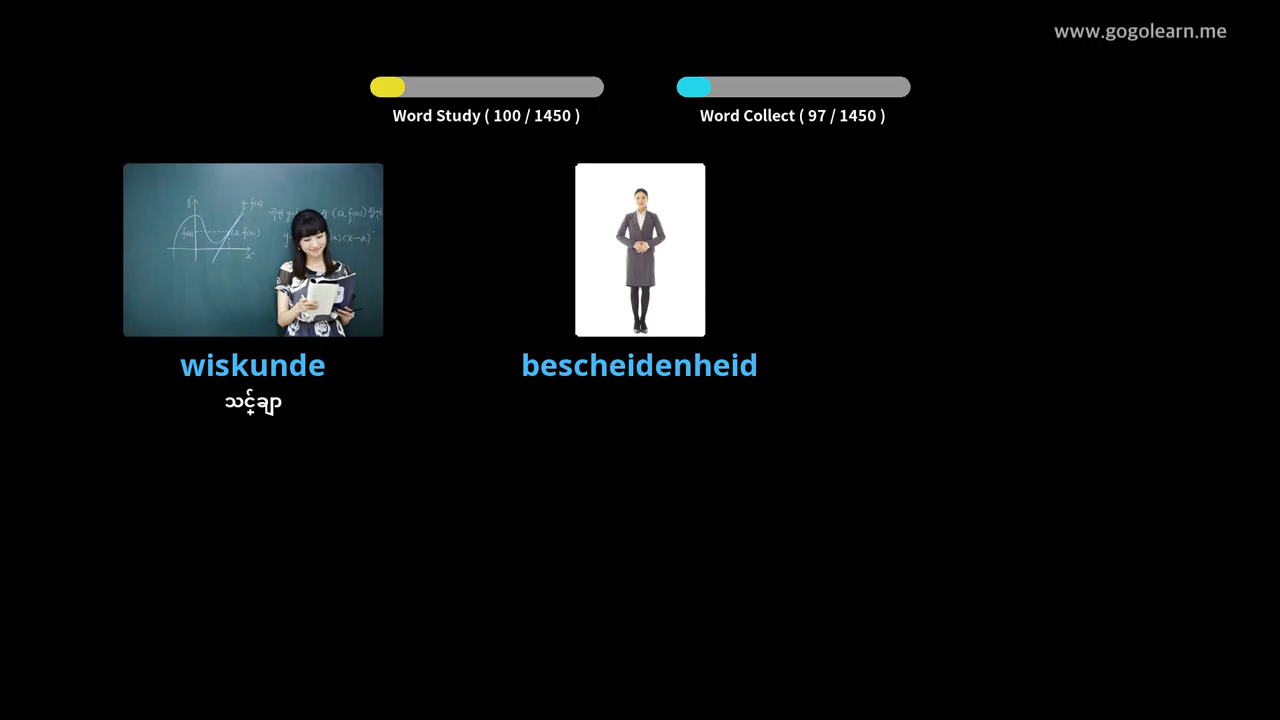 www.gogolearn.me
Word Study ( 100 / 1450 )
Word Collect ( 97 / 1450 )
wiskunde
bescheidenheid
သင်္ချာ